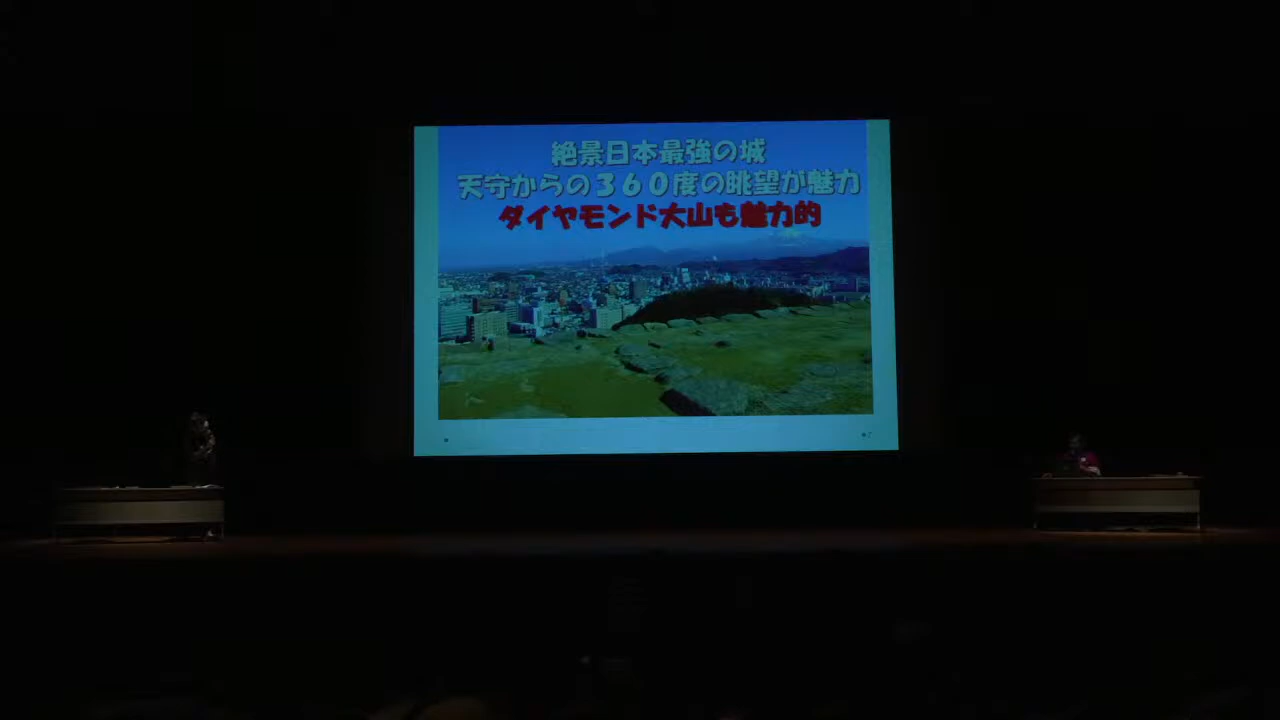 絶景日本最強の城
天守からの３６０度の眺望が魅力
ダイヤモンド大山も魅力的